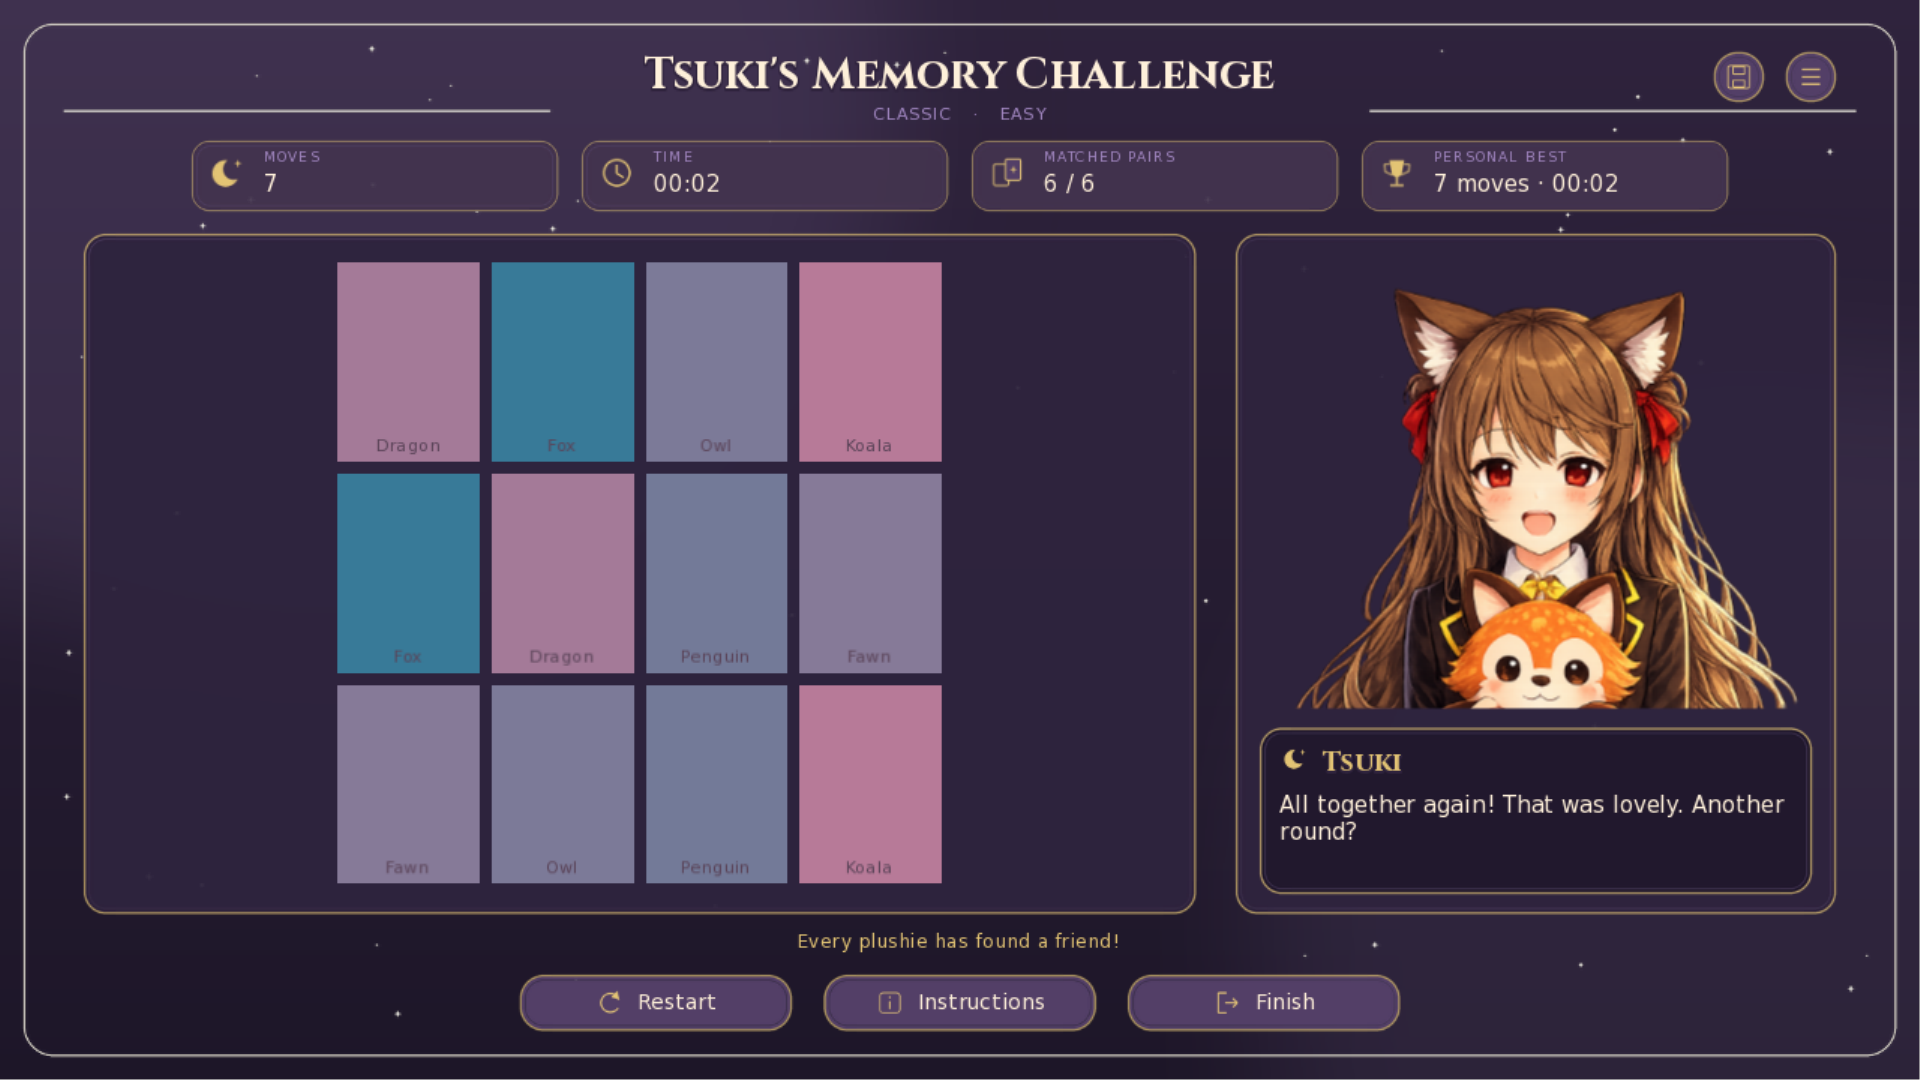 Tsuki's Memory Challenge
CLASSIC · EASY
MOVES
7
TIME
00:02
MATCHED PAIRS
6 / 6
PERSONAL BEST
7 moves · 00:02
Dragon
Fox
Owl
Koala
Fox
Dragon
Penguin
Fawn
Fawn
Owl
Penguin
Koala
Tsuki
All together again! That was lovely. Another
round?
Every plushie has found a friend!
Restart
Instructions
Finish